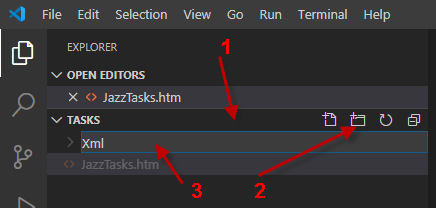 File Edit Selection View Go Run Terminal Help
EXPLORER
1
OPEN EDITORS
JazzTasks.htm
TASKS
Xml
JazzTasks.htm
3
2